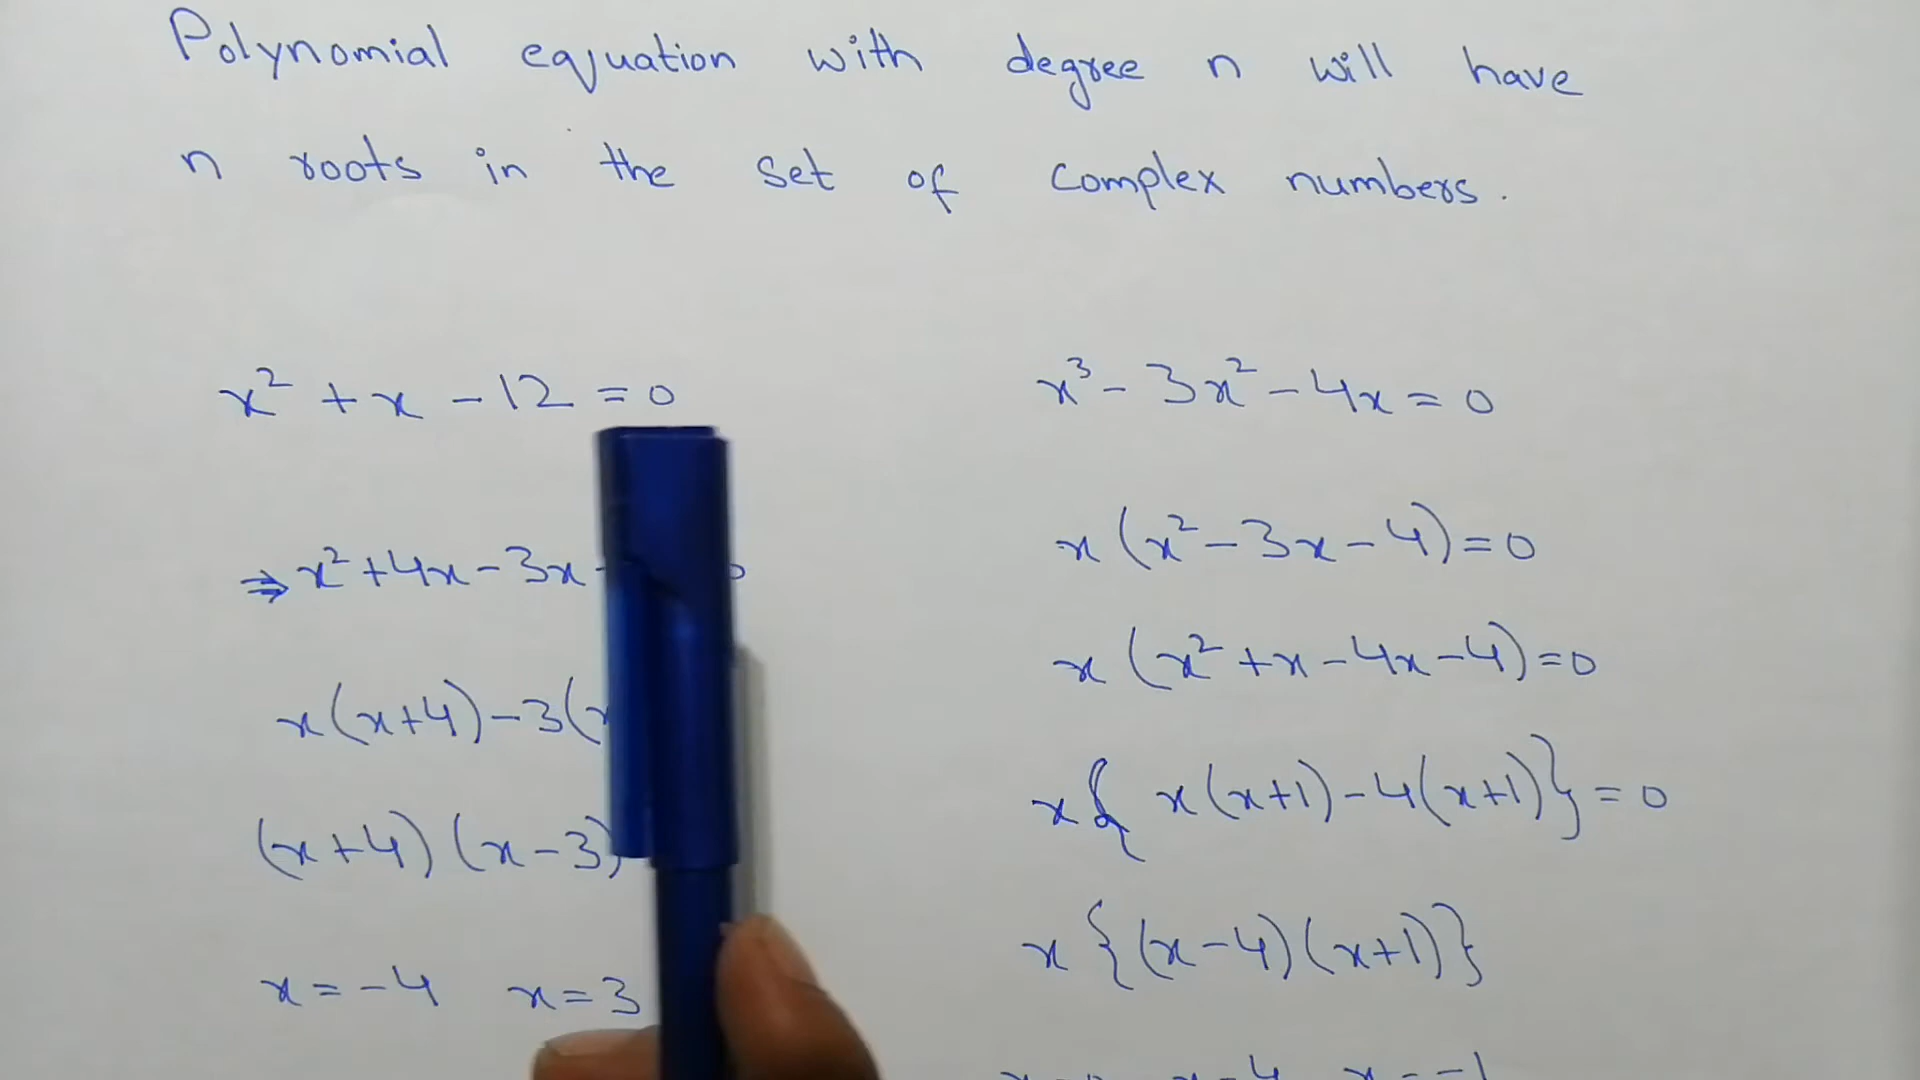 Polynomial equation with degree n will have
n roots in the set of complex numbers.
x² + x - 12 = 0
⇒ x² + 4x - 3x -
x(x+4) - 3(x
(x+4)(x-3)
x = -4 x = 3
x³ - 3x² - 4x = 0
x(x² - 3x - 4) = 0
x(x² + x - 4x - 4) = 0
x{ x(x+1) - 4(x+1)} = 0
x{(x-4)(x+1)}